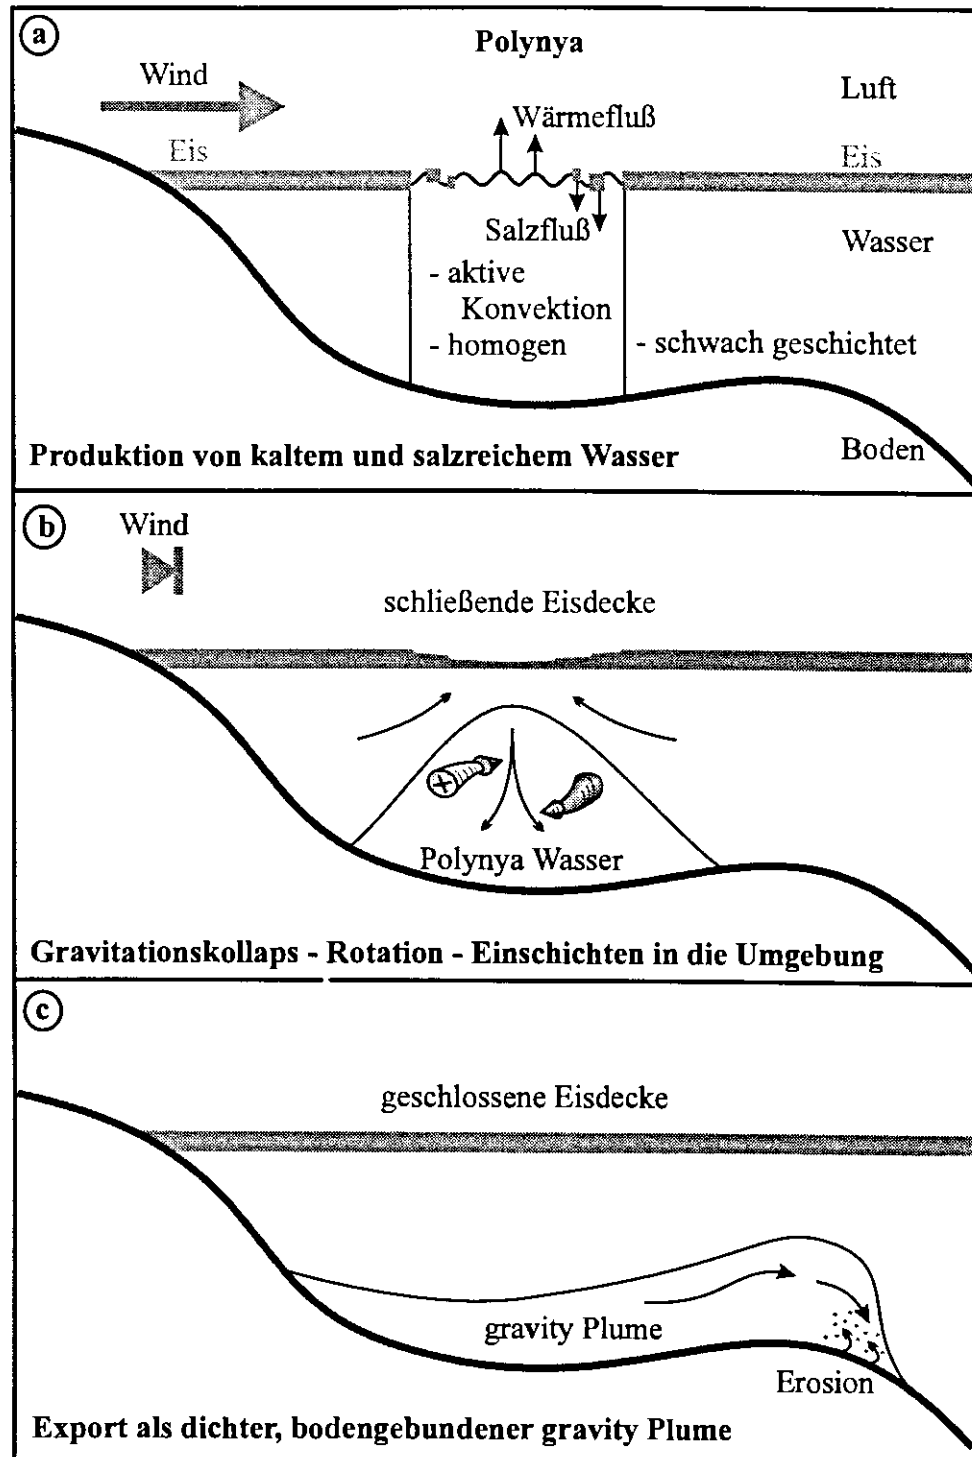 a
Polynya
Wind
Luft
Wärmefluß
Eis
Eis
Salzfluß
Wasser
- aktive
Konvektion
- homogen
- schwach geschichtet
Boden
Produktion von kaltem und salzreichem Wasser
b
Wind
schließende Eisdecke
Polynya Wasser
Gravitationskollaps - Rotation - Einschichten in die Umgebung
c
geschlossene Eisdecke
gravity Plume
Erosion
Export als dichter, bodengebundener gravity Plume